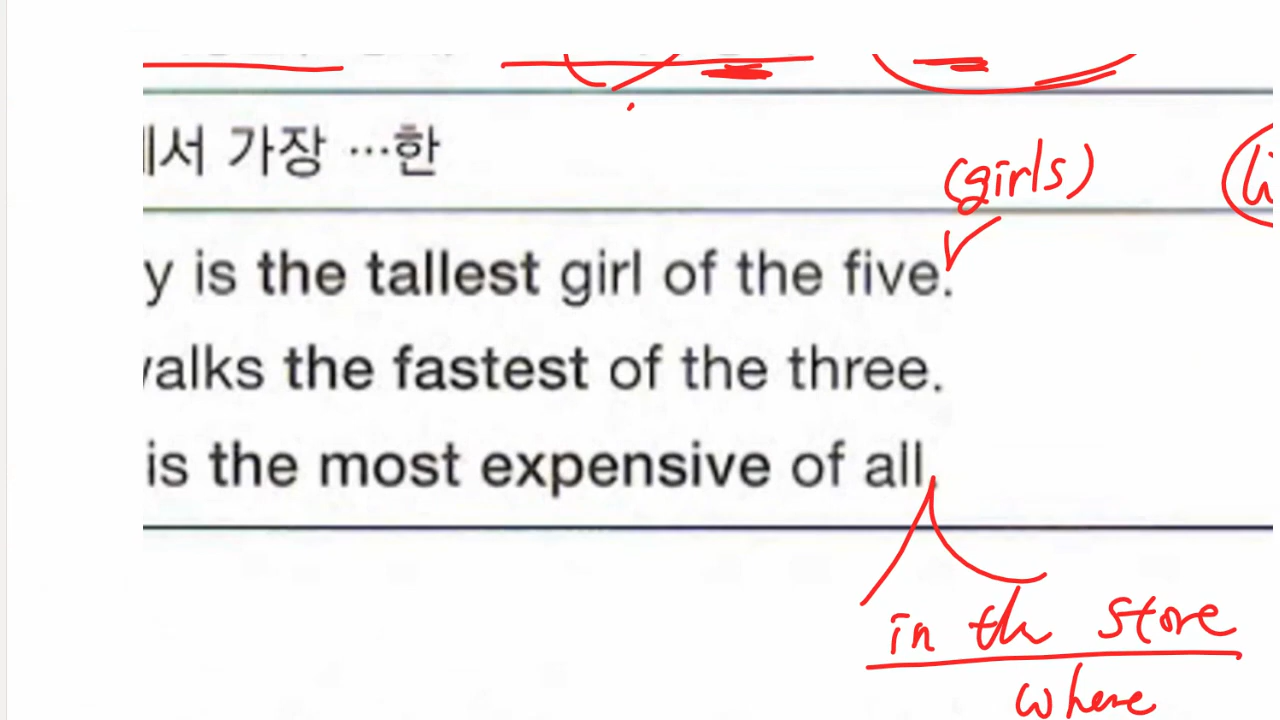 서 가장 …한
(girls)
y is the tallest girl of the five.
alks the fastest of the three.
is the most expensive of all.
in the store
where